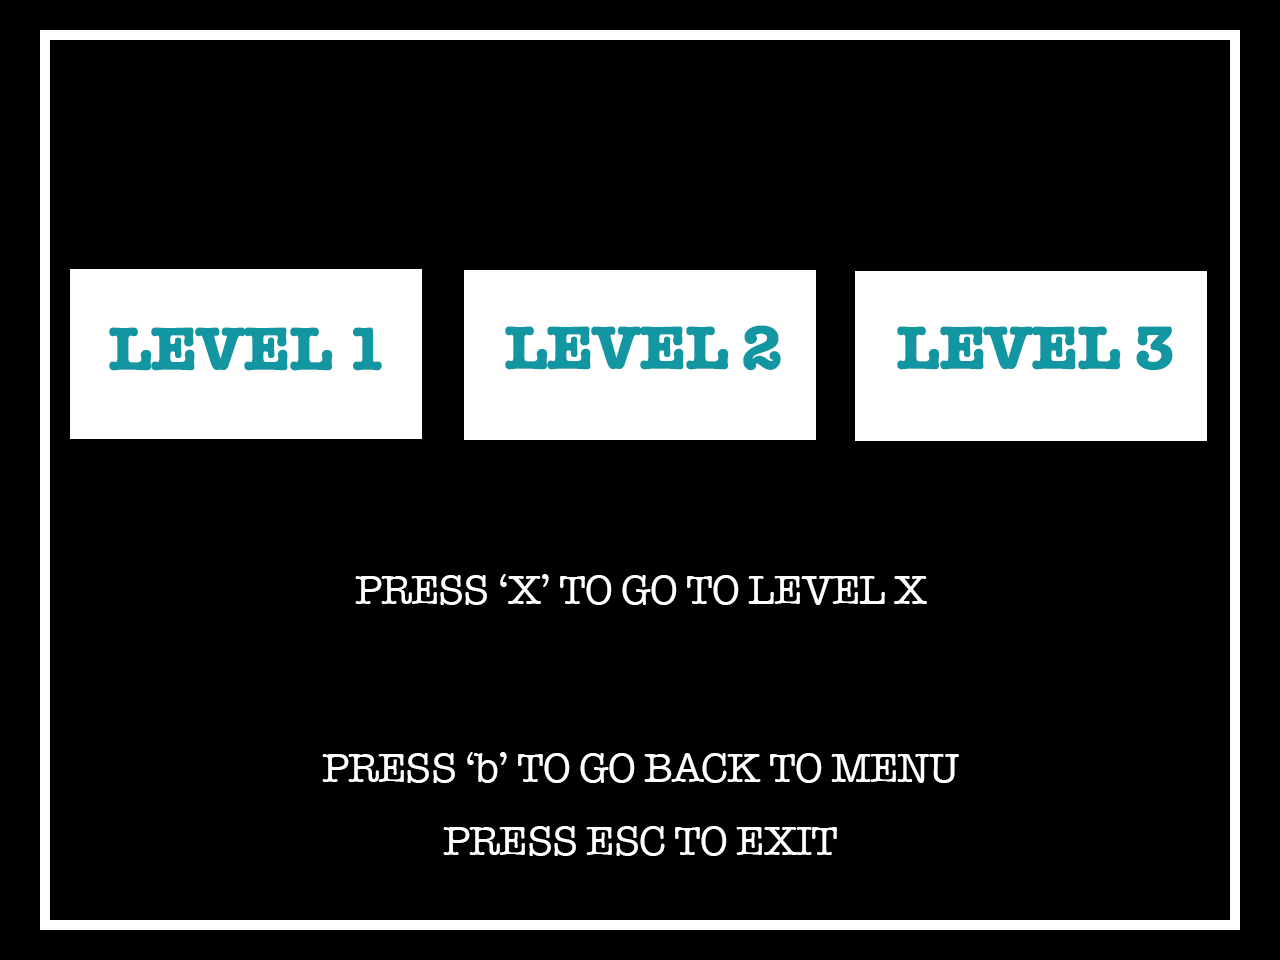 LEVEL 1 LEVEL 2 LEVEL 3
PRESS ‘X’ TO GO TO LEVEL X
PRESS ‘b’ TO GO BACK TO MENU
PRESS ESC TO EXIT